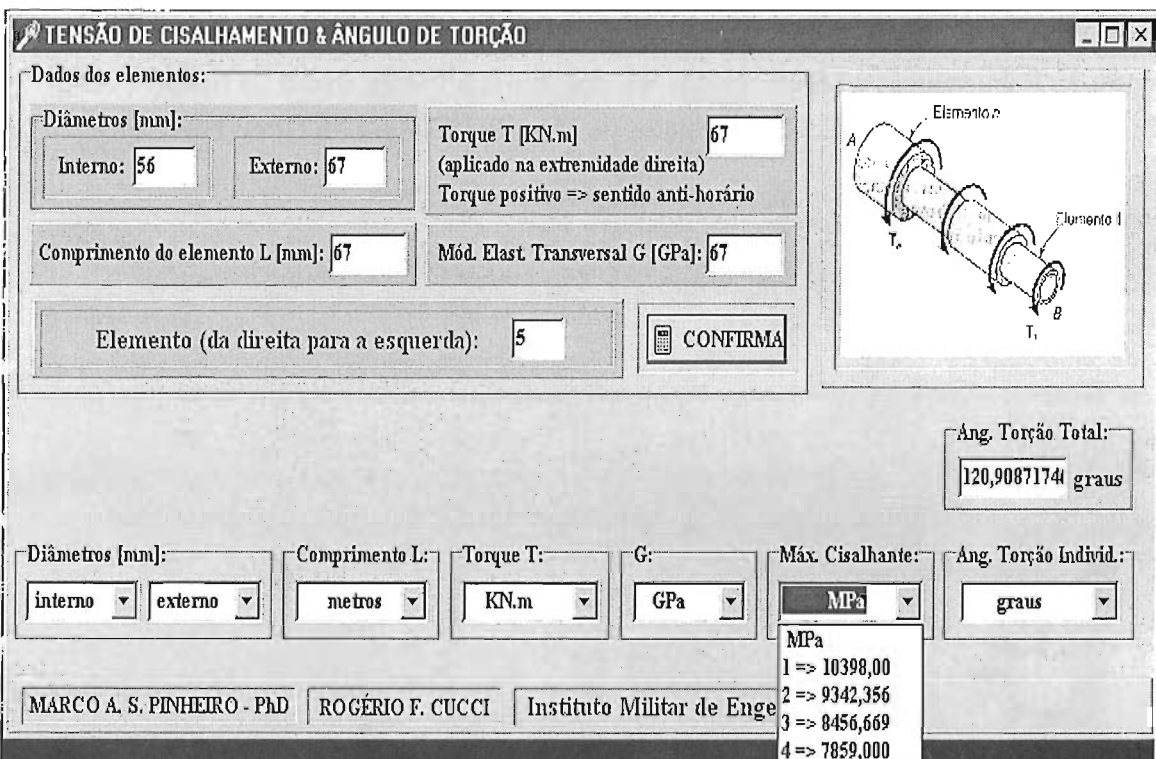 TENSÃO DE CISALHAMENTO & ÂNGULO DE TORÇÃO
Dados dos elementos:
Diâmetros [mm]:
Interno: 56
Externo: 67
Torque T [KN.m] 67
(aplicado na extremidade direita)
Torque positivo => sentido anti-horário
Comprimento do elemento L [mm]: 67
Mód. Elast. Transversal G [GPa]: 67
Elemento (da direita para a esquerda): 5
CONFIRMA
Elemento n
A
Elemento 1
B
Ang. Torção Total:
graus
Diâmetros [mm]:
interno
externo
Comprimento L:
metros
Torque T:
KN.m
G:
GPa
Máx. Cisalhante:
MPa
MPa
1 => 10398,00
2 => 9342,356
3 => 8456,669
4 => 7859,000
Ang. Torção Individ.:
graus
MARCO A. S. PINHEIRO - PhD
ROGÉRIO F. CUCCI
Instituto Militar de Enge